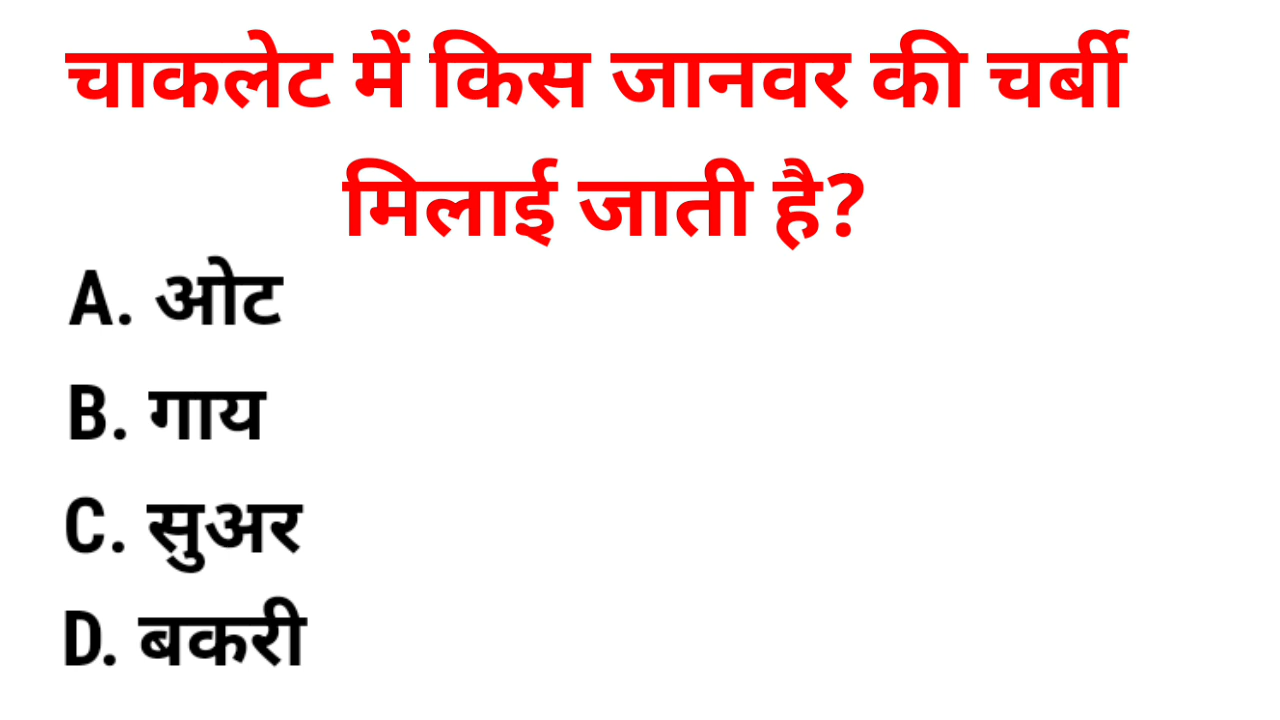 चाकलेट में किस जानवर की चर्बी
मिलाई जाती है?
A. ओट
B. गाय
C. सुअर
D. बकरी